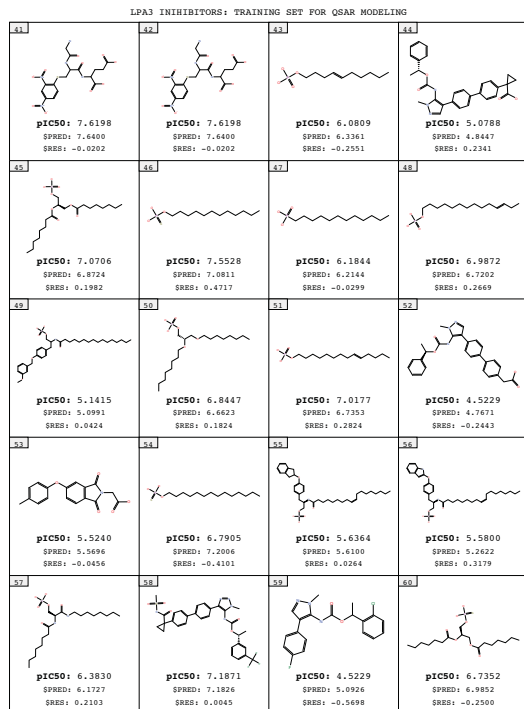 LPA3 INIHIBITORS: TRAINING SET FOR QSAR MODELING
41 42 43 44
pIC50: 7.6198 pIC50: 7.6198 pIC50: 6.0809 pIC50: 5.0788
$PRED: 7.6400 $PRED: 7.6400 $PRED: 6.3361 $PRED: 4.8447
$RES: -0.0202 $RES: -0.0202 $RES: -0.2551 $RES: 0.2341
45 46 47 48
pIC50: 7.0706 pIC50: 7.5528 pIC50: 6.1844 pIC50: 6.9872
$PRED: 6.8724 $PRED: 7.0811 $PRED: 6.2144 $PRED: 6.7202
$RES: 0.1982 $RES: 0.4717 $RES: -0.0299 $RES: 0.2669
49 50 51 52
pIC50: 5.1415 pIC50: 6.8447 pIC50: 7.0177 pIC50: 4.5229
$PRED: 5.0991 $PRED: 6.6623 $PRED: 6.7353 $PRED: 4.7671
$RES: 0.0424 $RES: 0.1824 $RES: 0.2824 $RES: -0.2443
53 54 55 56
pIC50: 5.5240 pIC50: 6.7905 pIC50: 5.6364 pIC50: 5.5800
$PRED: 5.5696 $PRED: 7.2006 $PRED: 5.6100 $PRED: 5.2622
$RES: -0.0456 $RES: -0.4101 $RES: 0.0264 $RES: 0.3179
57 58 59 60
pIC50: 6.3830 pIC50: 7.1871 pIC50: 4.5229 pIC50: 6.7352
$PRED: 6.1727 $PRED: 7.1826 $PRED: 5.0926 $PRED: 6.9852
$RES: 0.2103 $RES: 0.0045 $RES: -0.5698 $RES: -0.2500